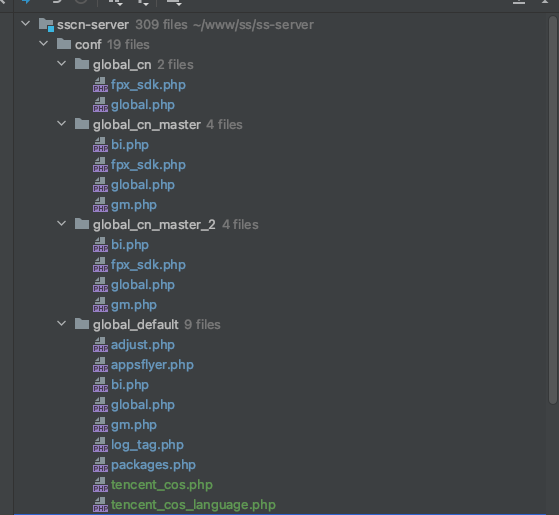 sscn-server 309 files ~/www/ss/ss-server
conf 19 files
global_cn 2 files
fpx_sdk.php
global.php
global_cn_master 4 files
bi.php
fpx_sdk.php
global.php
gm.php
global_cn_master_2 4 files
bi.php
fpx_sdk.php
global.php
gm.php
global_default 9 files
adjust.php
appsflyer.php
bi.php
global.php
gm.php
log_tag.php
packages.php
tencent_cos.php
tencent_cos_language.php